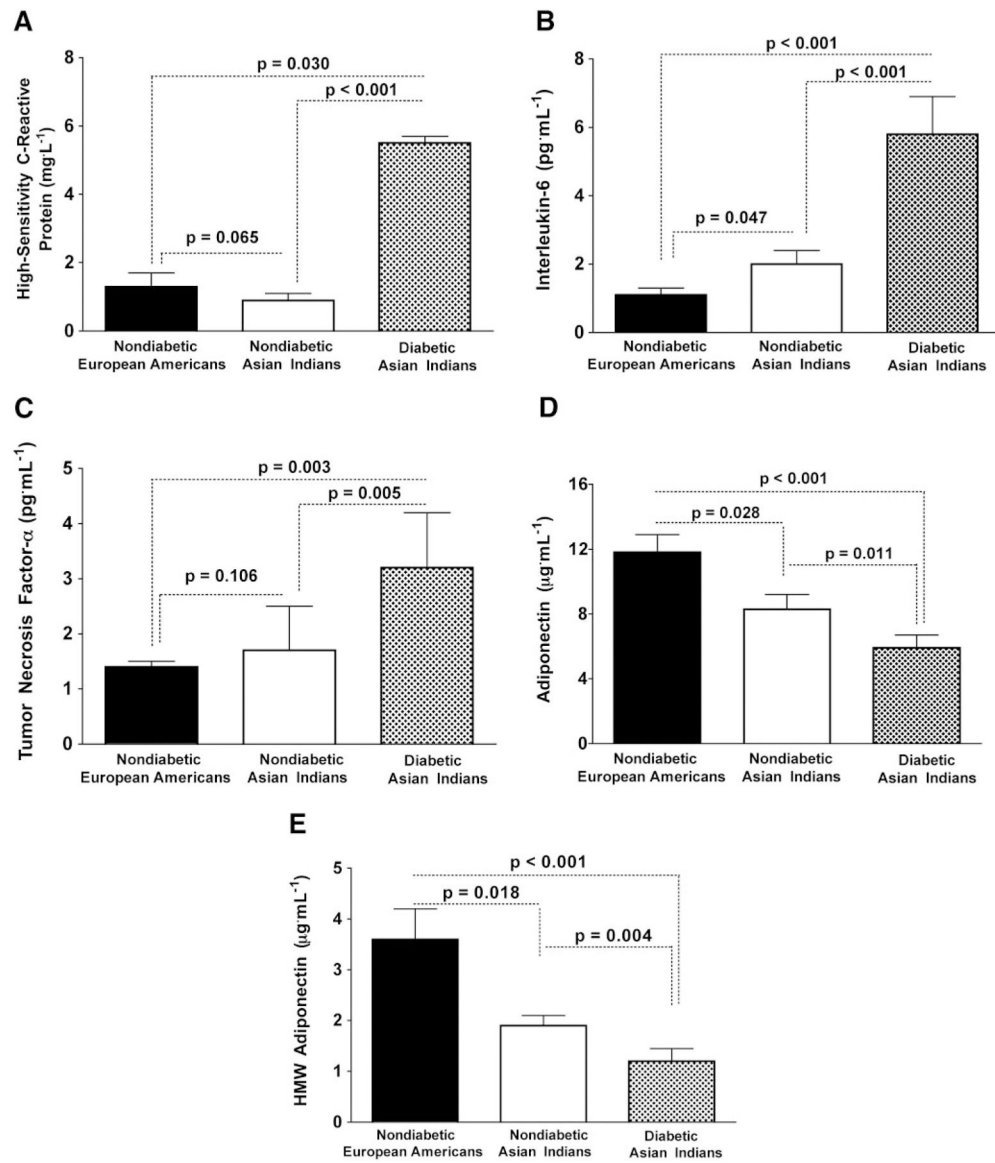 A
High-Sensitivity C-Reactive
Protein (mg·L-1)
8
6
4
2
0
p = 0.030
p < 0.001
p = 0.065
Nondiabetic
European Americans
Nondiabetic
Asian Indians
Diabetic
Asian Indians
B
Interleukin-6 (pg·mL-1)
8
6
4
2
0
p < 0.001
p < 0.001
p = 0.047
Nondiabetic
European Americans
Nondiabetic
Asian Indians
Diabetic
Asian Indians
C
Tumor Necrosis Factor-α (pg·mL-1)
5
4
3
2
1
0
p = 0.003
p = 0.005
p = 0.106
Nondiabetic
European Americans
Nondiabetic
Asian Indians
Diabetic
Asian Indians
D
Adiponectin (μg·mL-1)
16
12
8
4
0
p < 0.001
p = 0.028
p = 0.011
Nondiabetic
European Americans
Nondiabetic
Asian Indians
Diabetic
Asian Indians
E
HMW Adiponectin (μg·mL-1)
5
4
3
2
1
0
p < 0.001
p = 0.018
p = 0.004
Nondiabetic
European Americans
Nondiabetic
Asian Indians
Diabetic
Asian Indians